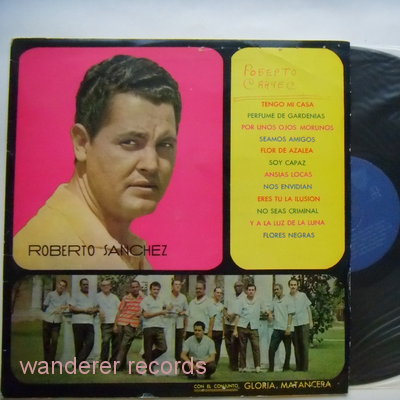 ROBERTO
TENGO MI CASA
PERFUME DE GARDENIAS
POR UNOS OJOS MORUNOS
SEAMOS AMIGOS
FLOR DE AZALEA
SOY CAPAZ
ANSIAS LOCAS
NOS ENVIDIAN
ERES TU LA ILUSION
NO SEAS CRIMINAL
Y A LA LUZ DE LA LUNA
FLORES NEGRAS
ROBERTO SANCHEZ
wanderer records
CON EL CONJUNTO GLORIA MATANCERA